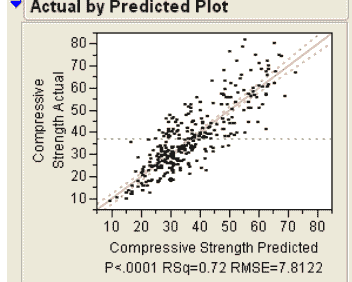 Actual by Predicted Plot
Compressive
Strength Actual
80
70
60
50
40
30
20
10
10 20 30 40 50 60 70 80
Compressive Strength Predicted
P<.0001 RSq=0.72 RMSE=7.8122